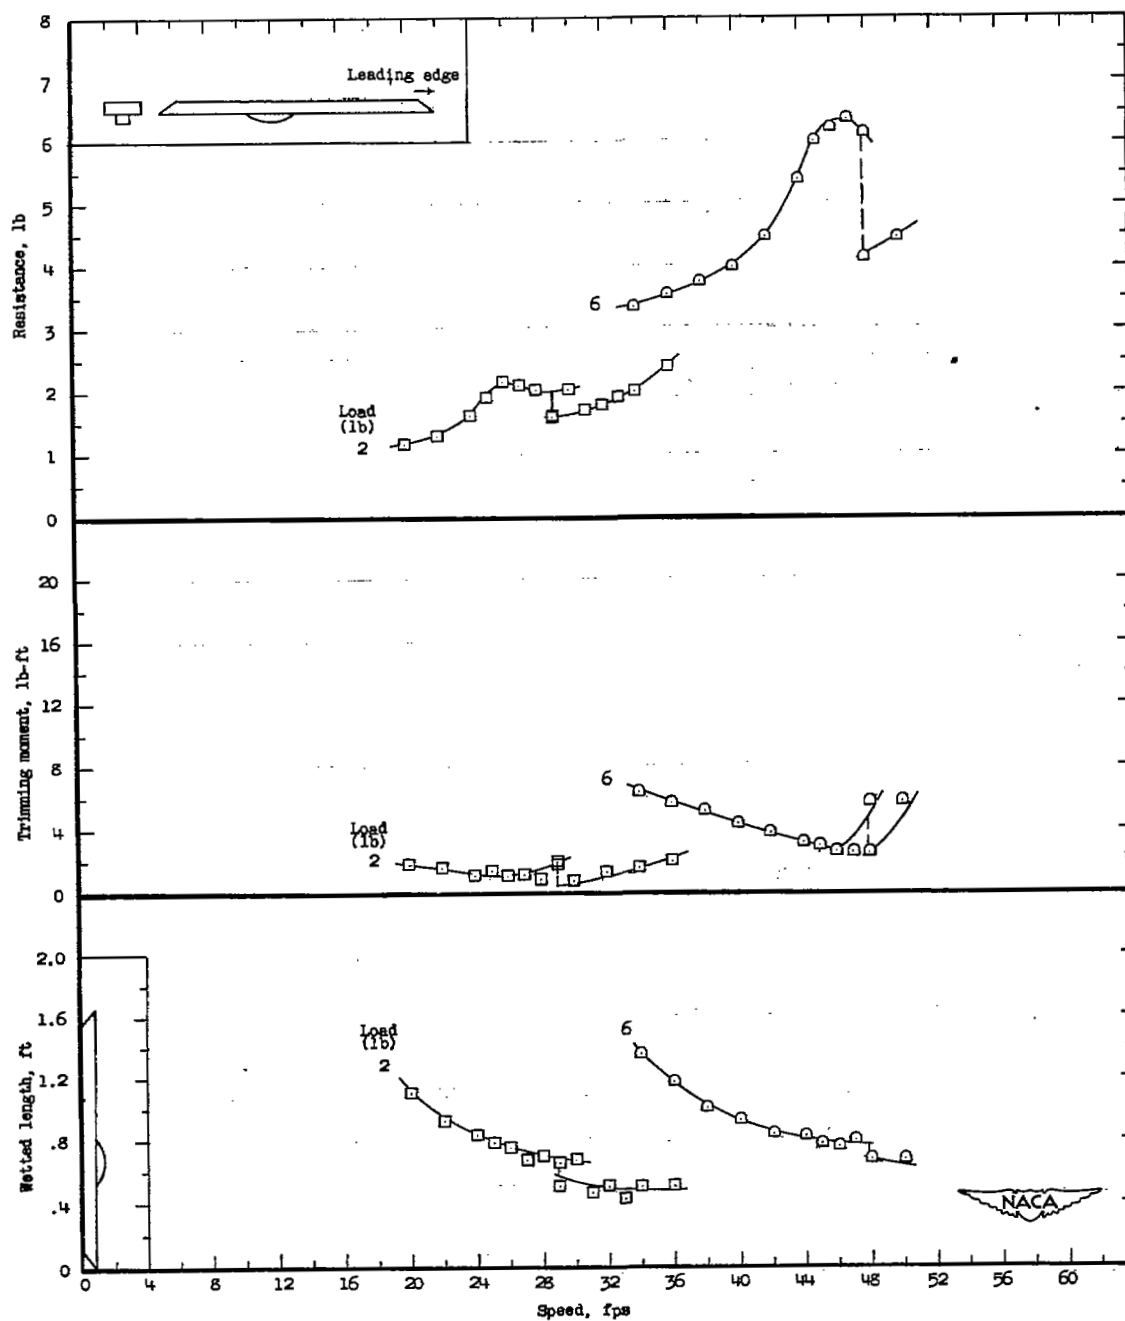 8
7
6
5
4
3
2
1
0
Resistance, lb
Leading edge
6
Load
(lb)
2
20
16
12
8
4
0
Trimming moment, lb-ft
6
Load
(lb)
2
2.0
1.6
1.2
.8
.4
0
Wetted length, ft
6
Load
(lb)
2
NACA
0 4 8 12 16 20 24 28 32 36 40 44 48 52 56 60
Speed, fps